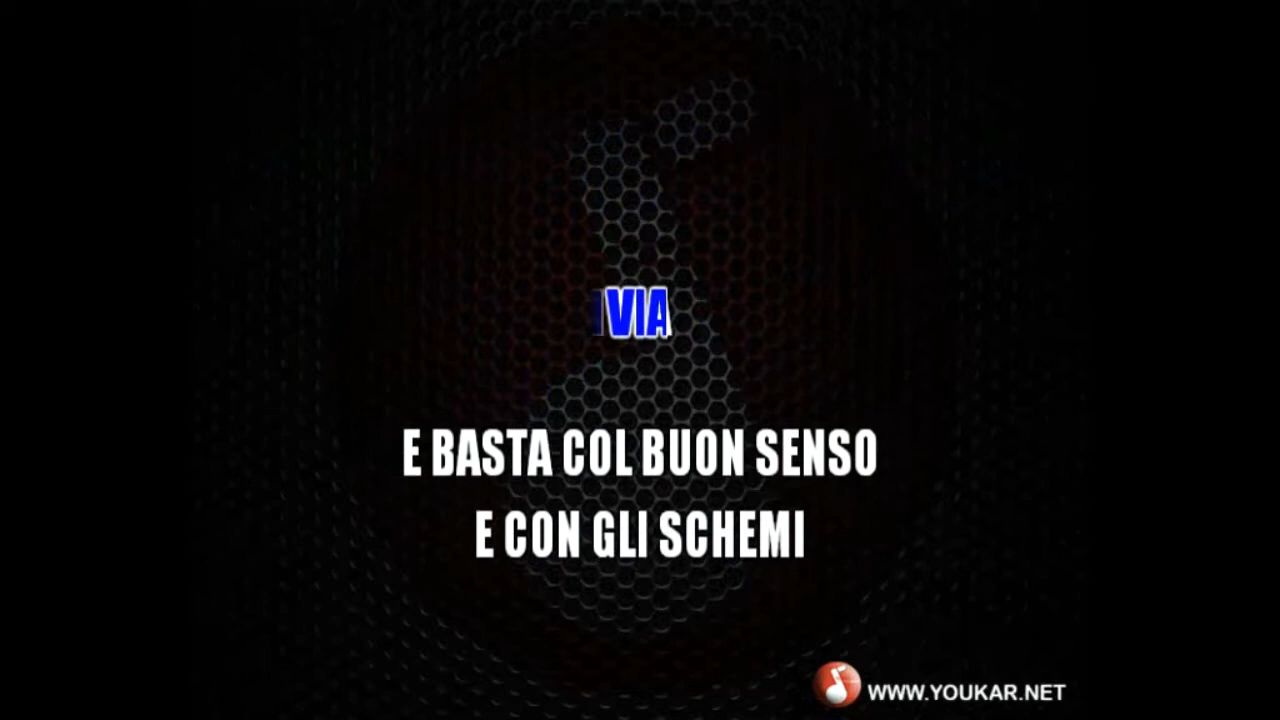 VIA
E BASTA COL BUON SENSO
E CON GLI SCHEMI
WWW.YOUKAR.NET